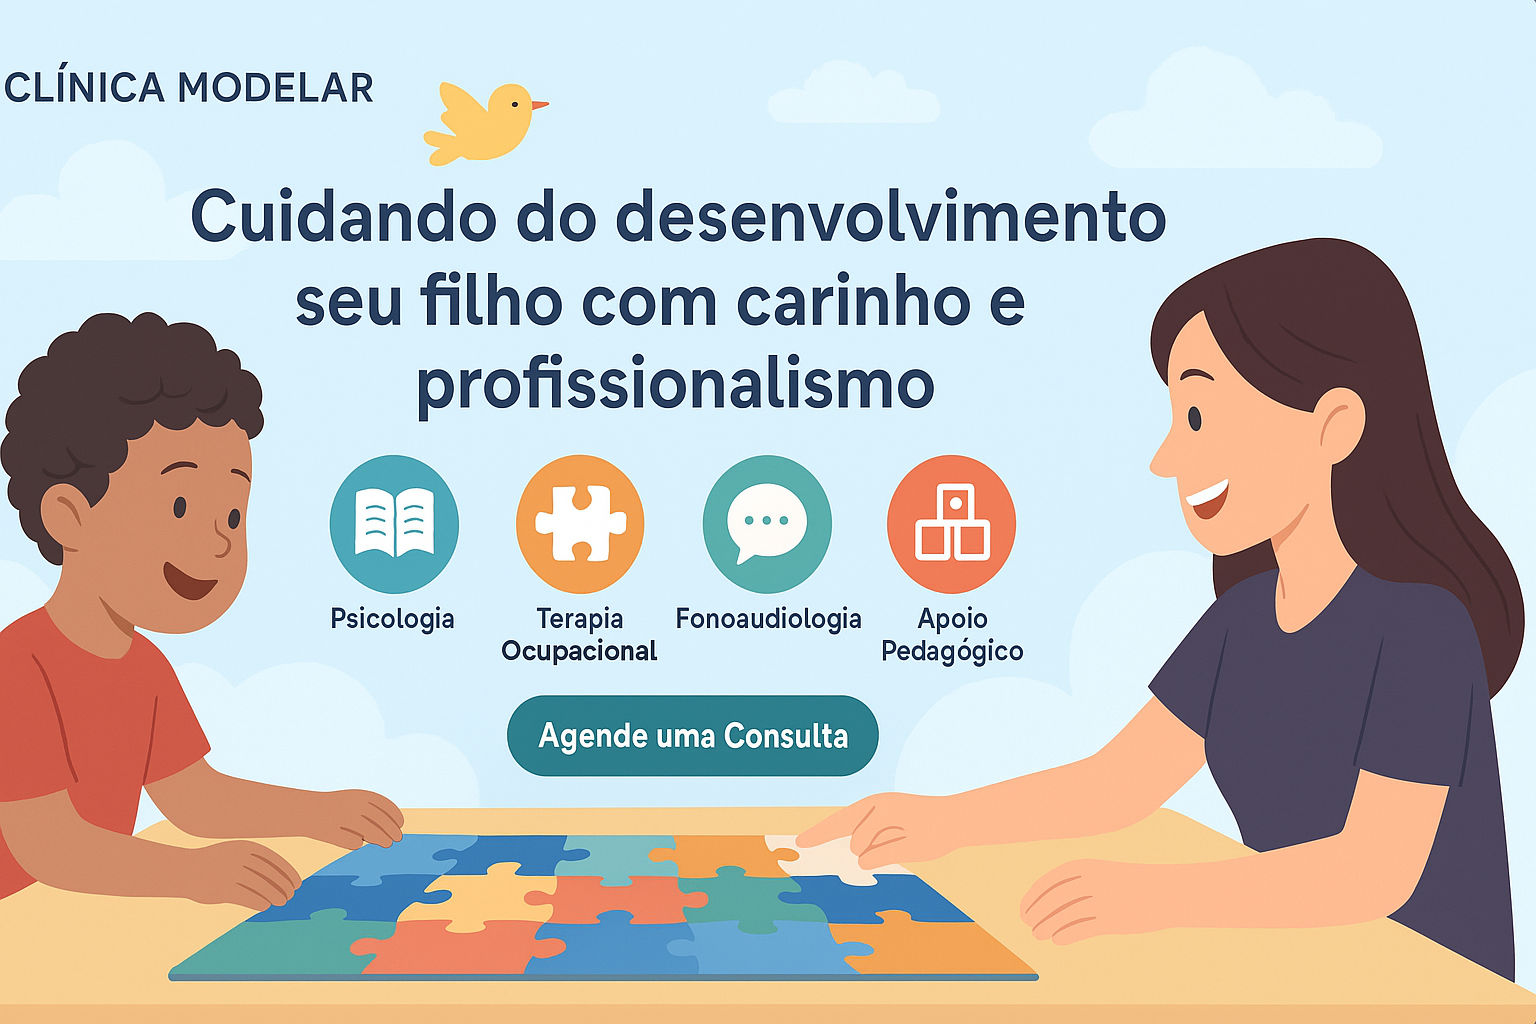 CLÍNICA MODELAR
Cuidando do desenvolvimento
seu filho com carinho e
profissionalismo
Psicologia
Terapia
Ocupacional
Fonoaudiologia
Apoio
Pedagógico
Agende uma Consulta